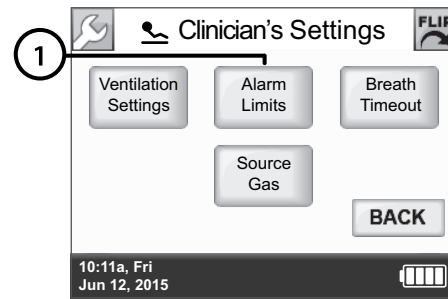 1
Clinician's Settings
FLIP
Ventilation
Settings
Alarm
Limits
Breath
Timeout
Source
Gas
BACK
10:11a, Fri
Jun 12, 2015